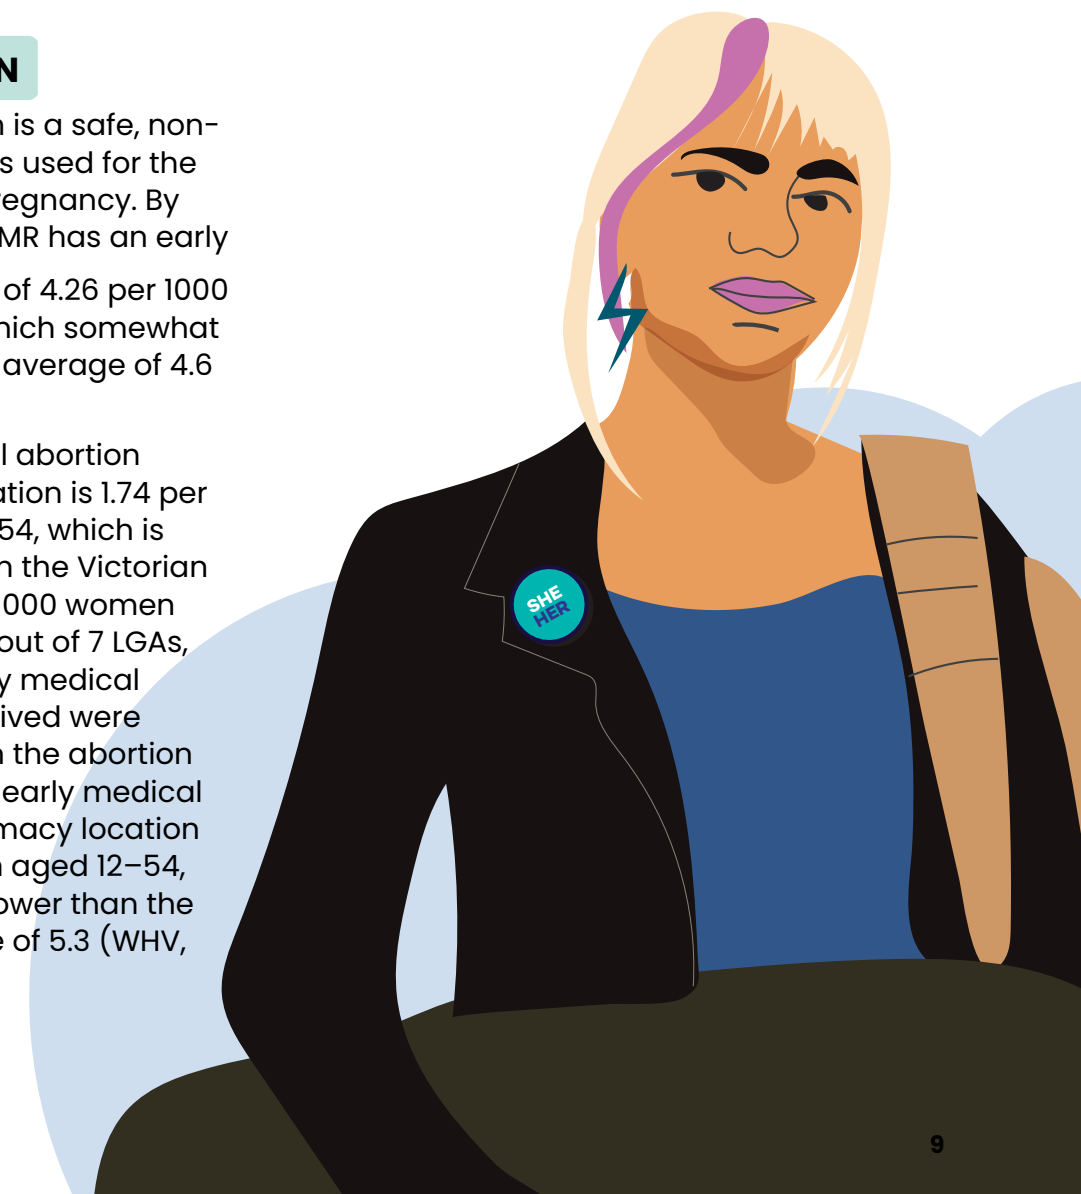 N
n is a safe, non-
s used for the
regnancy. By
MR has an early
of 4.26 per 1000
hich somewhat
average of 4.6
l abortion
ation is 1.74 per
54, which is
n the Victorian
000 women
out of 7 LGAs,
y medical
ived were
n the abortion
early medical
macy location
n aged 12–54,
ower than the
e of 5.3 (WHV,
SHE
HER
9